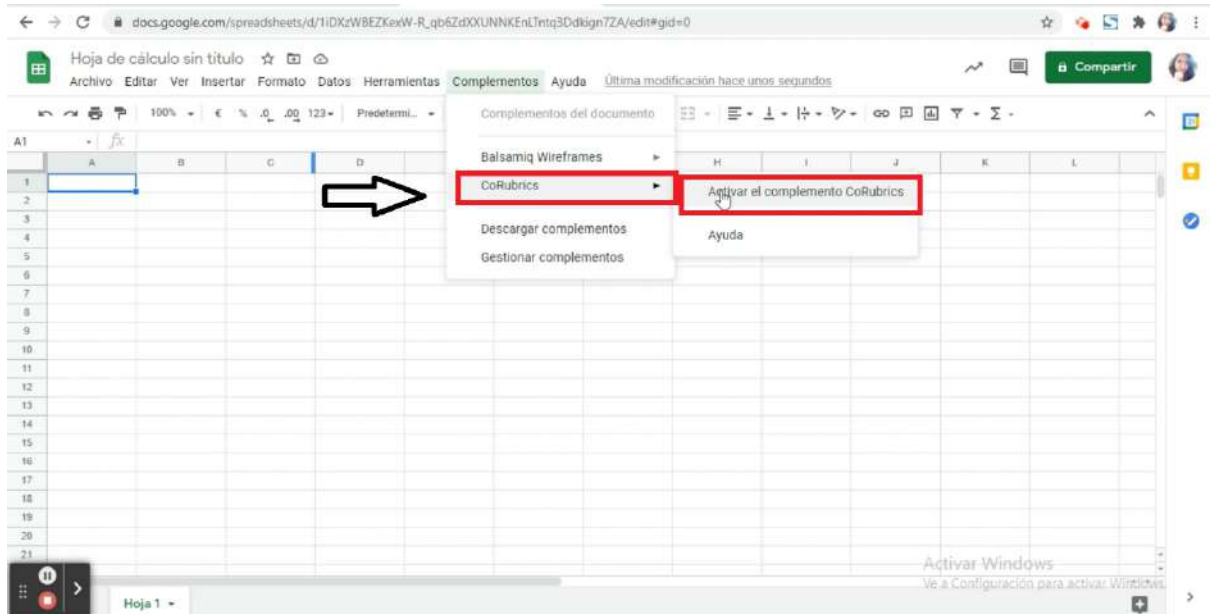 docs.google.com/spreadsheets/d/1iDXzWBEZKexW-R_qb6ZdXXUNNKEnLTntq3Ddkign7ZA/edit#gid=0
Hoja de cálculo sin título
Archivo Editar Ver Insertar Formato Datos Herramientas Complementos Ayuda Última modificación hace unos segundos
Compartir
100% € % .0 .00 123 Predetermi...
A1 fx
Complementos del documento
Balsamiq Wireframes
CoRubrics
Descargar complementos
Gestionar complementos
Activar el complemento CoRubrics
Ayuda
A B C D H I J K L
1
2
3
4
5
6
7
8
9
10
11
12
13
14
15
16
17
18
19
20
21
Activar Windows
Ve a Configuración para activar Windows.
Hoja 1